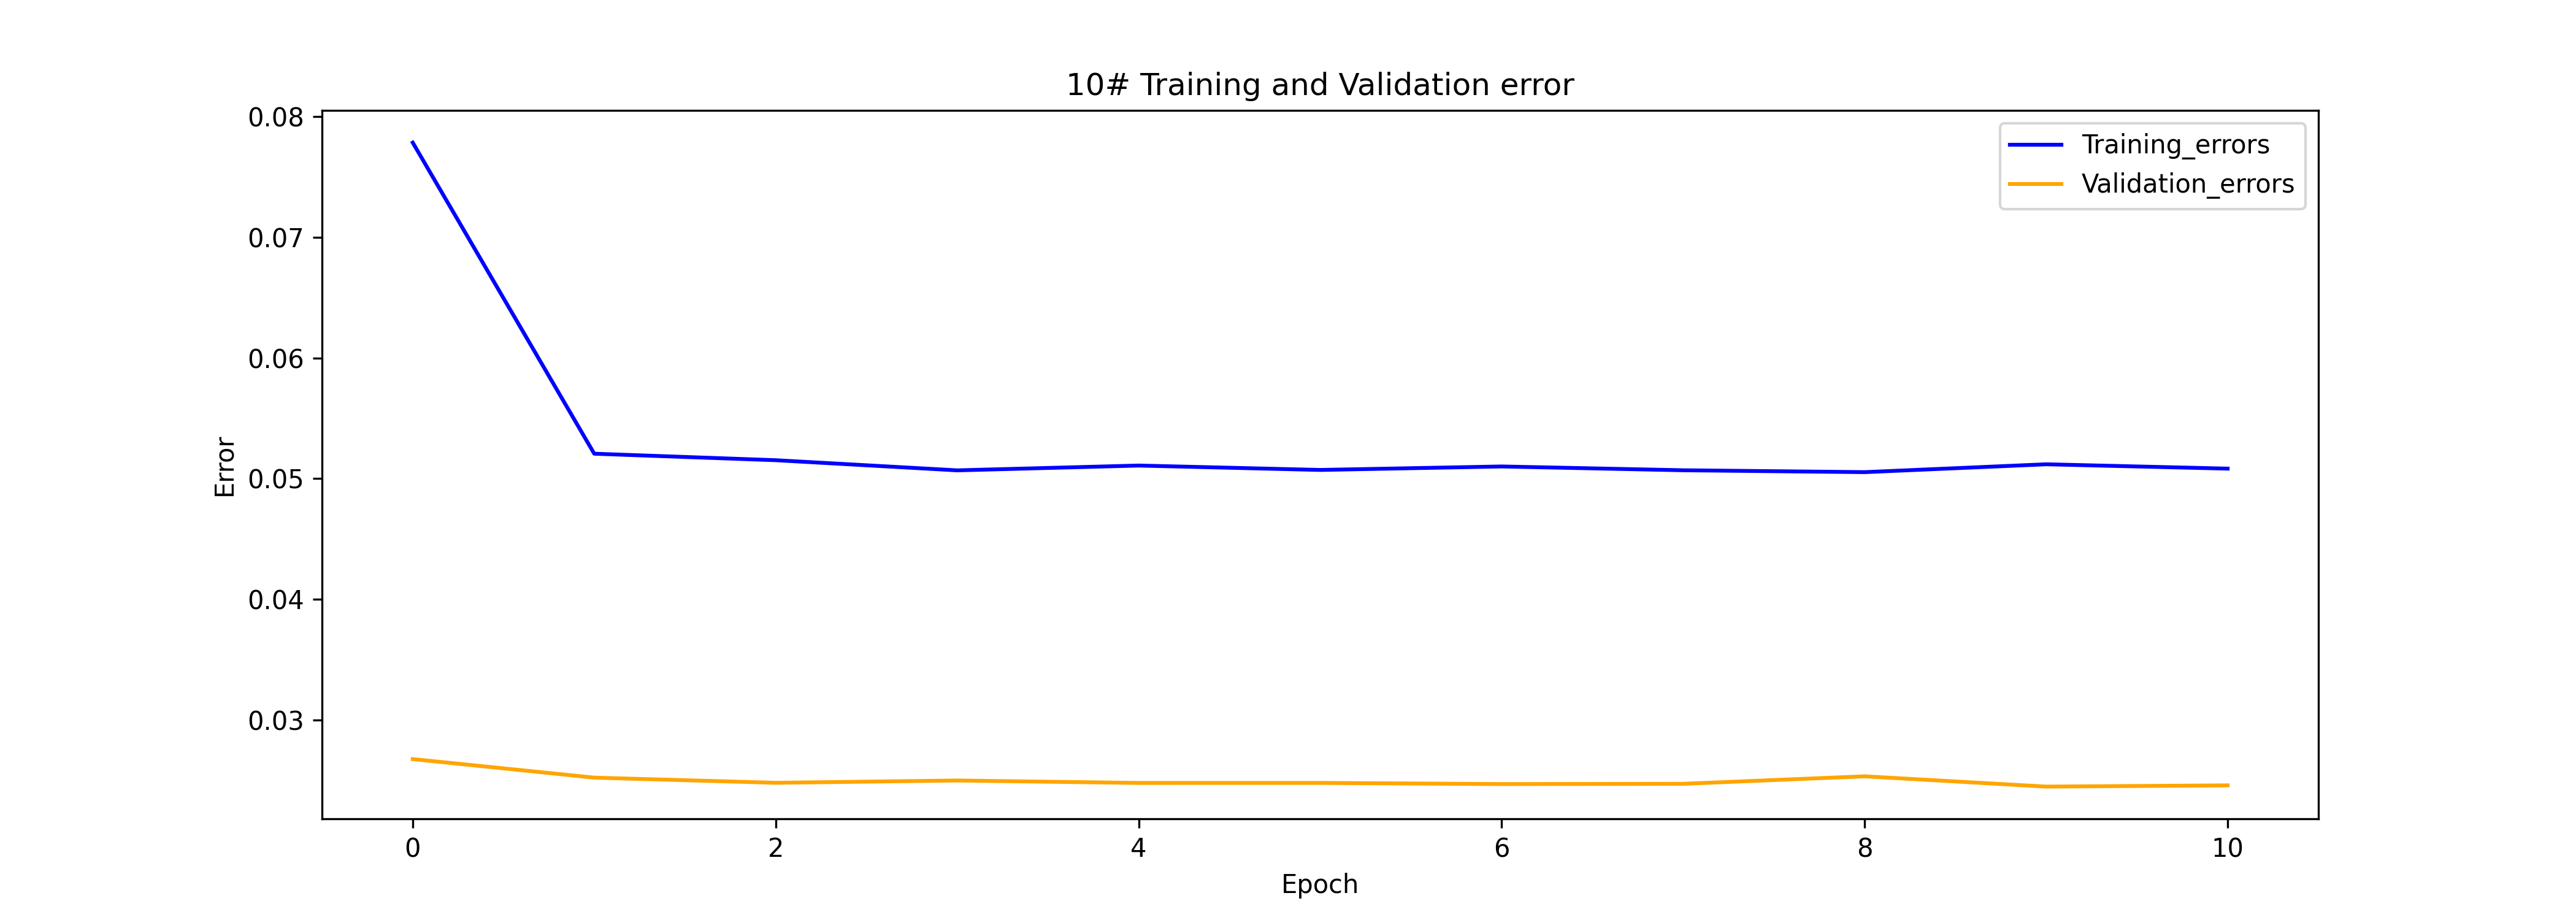 10# Training and Validation error
Training_errors
Validation_errors
0.08
0.07
0.06
0.05
0.04
0.03
Error
0 2 4 6 8 10
Epoch